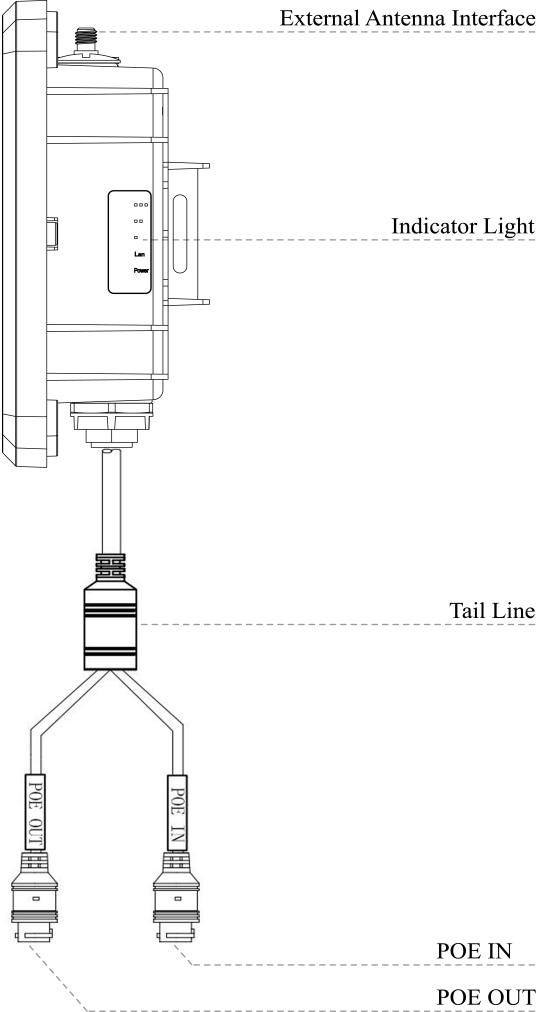 External Antenna Interface
Indicator Light
Lan
Power
Tail Line
POE OUT
POE IN
POE IN
POE OUT